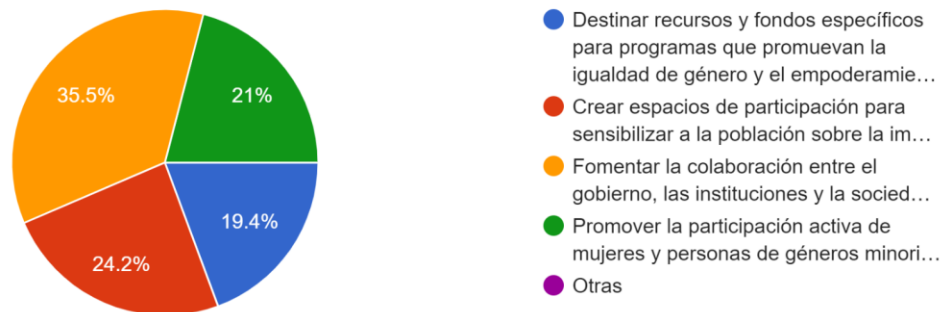 35.5%
21%
24.2%
19.4%
Destinar recursos y fondos específicos
para programas que promuevan la
igualdad de género y el empoderamie…
Crear espacios de participación para
sensibilizar a la población sobre la im…
Fomentar la colaboración entre el
gobierno, las instituciones y la socied…
Promover la participación activa de
mujeres y personas de géneros minori…
Otras